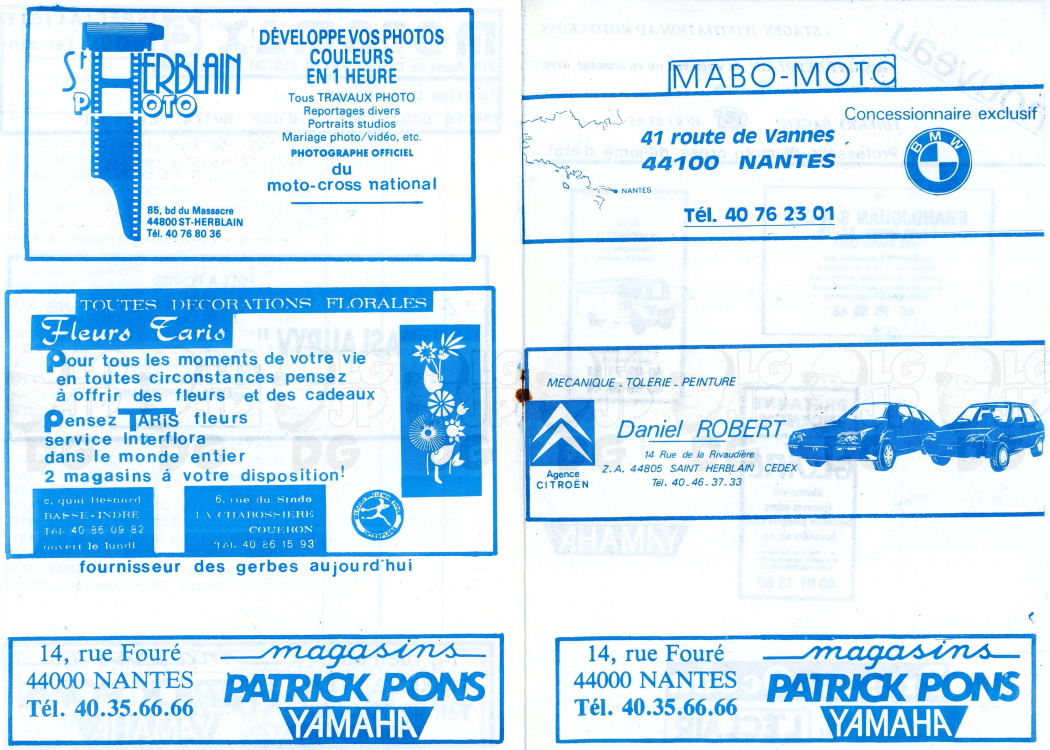 St HERBLAIN
PHOTO
DÉVELOPPE VOS PHOTOS
COULEURS
EN 1 HEURE
Tous TRAVAUX PHOTO
Reportages divers
Portraits studios
Mariage photo/vidéo, etc.
PHOTOGRAPHE OFFICIEL
du
moto-cross national
85, bd du Massacre
44800 ST-HERBLAIN
Tél. 40 76 80 36
TOUTES DECORATIONS FLORALES
Fleurs Taris
Pour tous les moments de votre vie
en toutes circonstances pensez
à offrir des fleurs et des cadeaux
Pensez TARIS fleurs
service Interflora
dans le monde entier
2 magasins á votre disposition!
quai Besnard
BASSE-INDRE
Tél. 40 86 09 82
ouvert le lundi
6, rue du Stade
LA CHABOSSIERE
COUERON
Tél. 40 86 15 93
fournisseur des gerbes aujourd'hui
14, rue Fouré
44000 NANTES
Tél. 40.35.66.66
magasins
PATRICK PONS
YAMAHA
MABO-MOTO
Concessionnaire exclusif
41 route de Vannes
44100 NANTES
BMW
NANTES
Tél. 40 76 23 01
MECANIQUE - TOLERIE - PEINTURE
Daniel ROBERT
14 Rue de la Rivaudière
Z.A. 44805 SAINT HERBLAIN CEDEX
Tél. 40.46.37.33
Agence
CITROËN
14, rue Fouré
44000 NANTES
Tél. 40.35.66.66
magasins
PATRICK PONS
YAMAHA